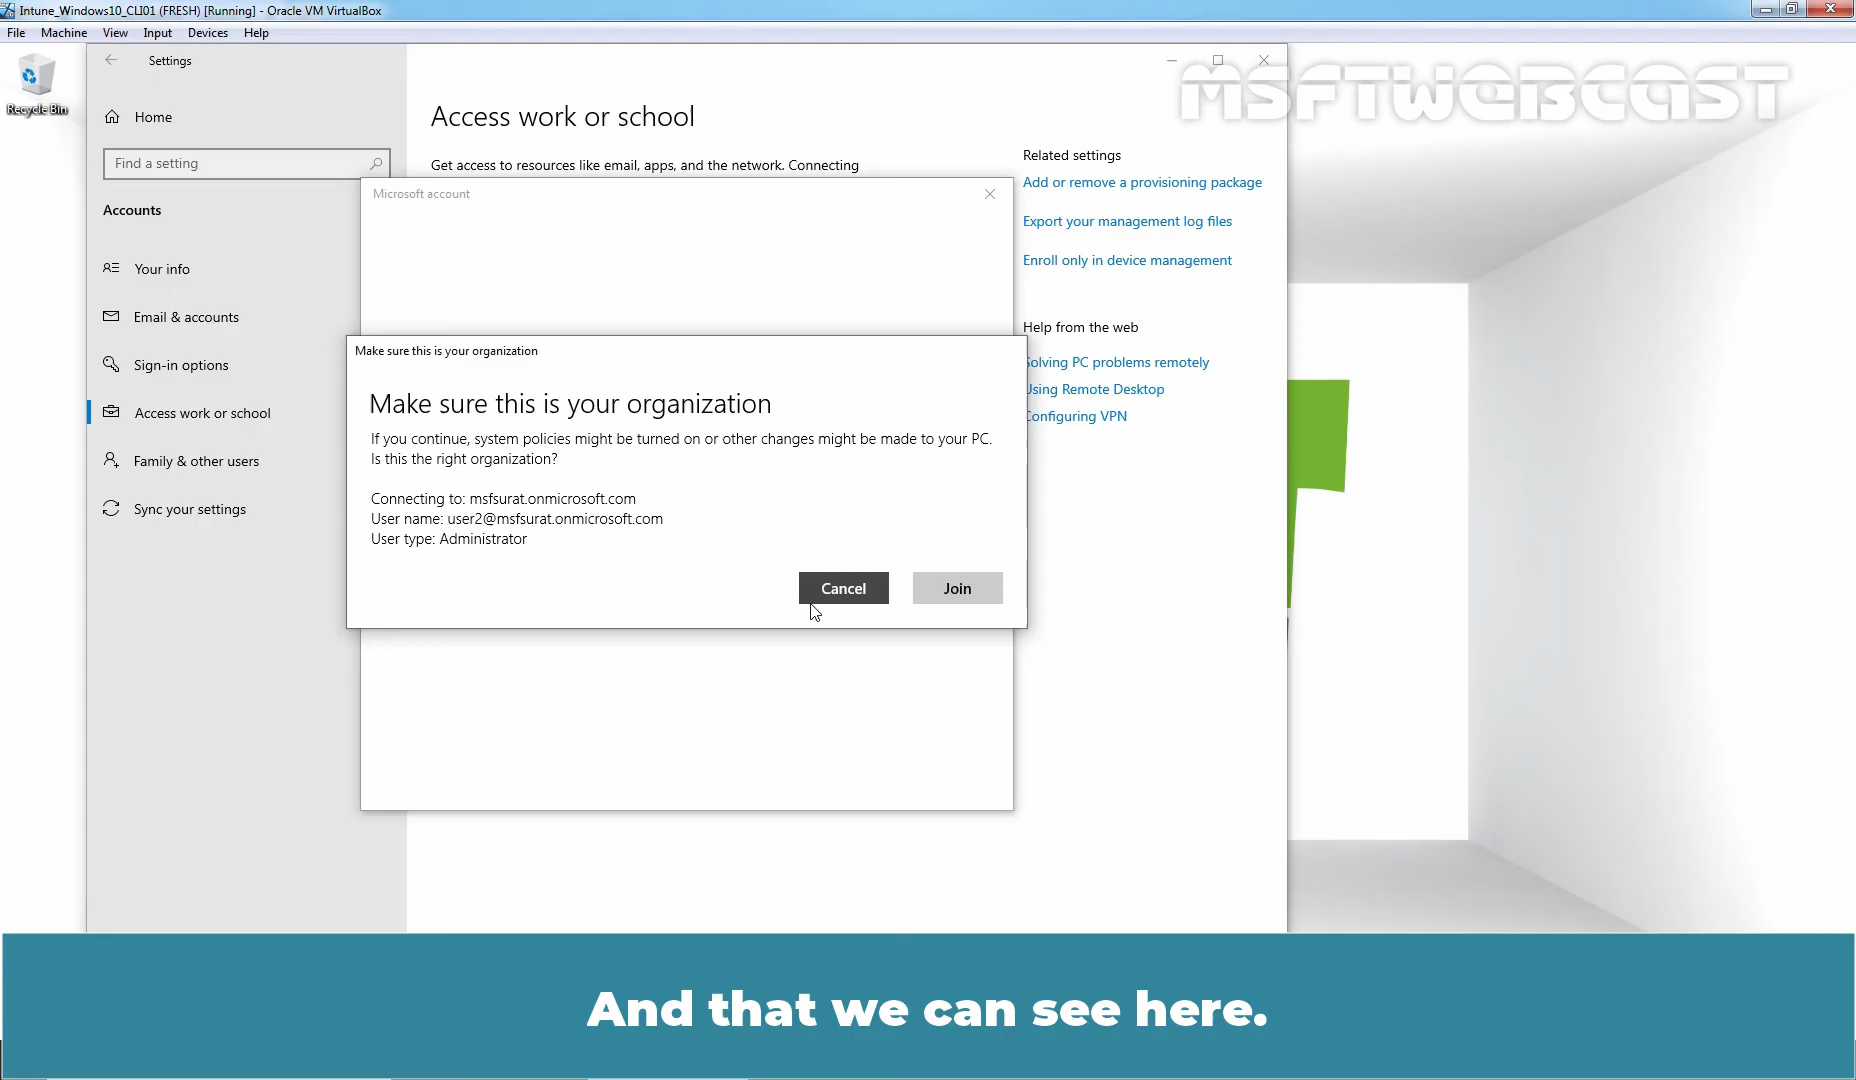 Intune_Windows10_CLI01 (FRESH) [Running] - Oracle VM VirtualBox
File Machine View Input Devices Help
Recycle Bin
Settings
Home
Find a setting
Accounts
Your info
Email & accounts
Sign-in options
Access work or school
Family & other users
Sync your settings
Access work or school
Get access to resources like email, apps, and the network. Connecting
MSFTWEBCAST
Related settings
Add or remove a provisioning package
Export your management log files
Enroll only in device management
Help from the web
Solving PC problems remotely
Using Remote Desktop
Configuring VPN
Microsoft account
Make sure this is your organization
Make sure this is your organization
If you continue, system policies might be turned on or other changes might be made to your PC.
Is this the right organization?
Connecting to: msfsurat.onmicrosoft.com
User name: user2@msfsurat.onmicrosoft.com
User type: Administrator
Cancel
Join
And that we can see here.